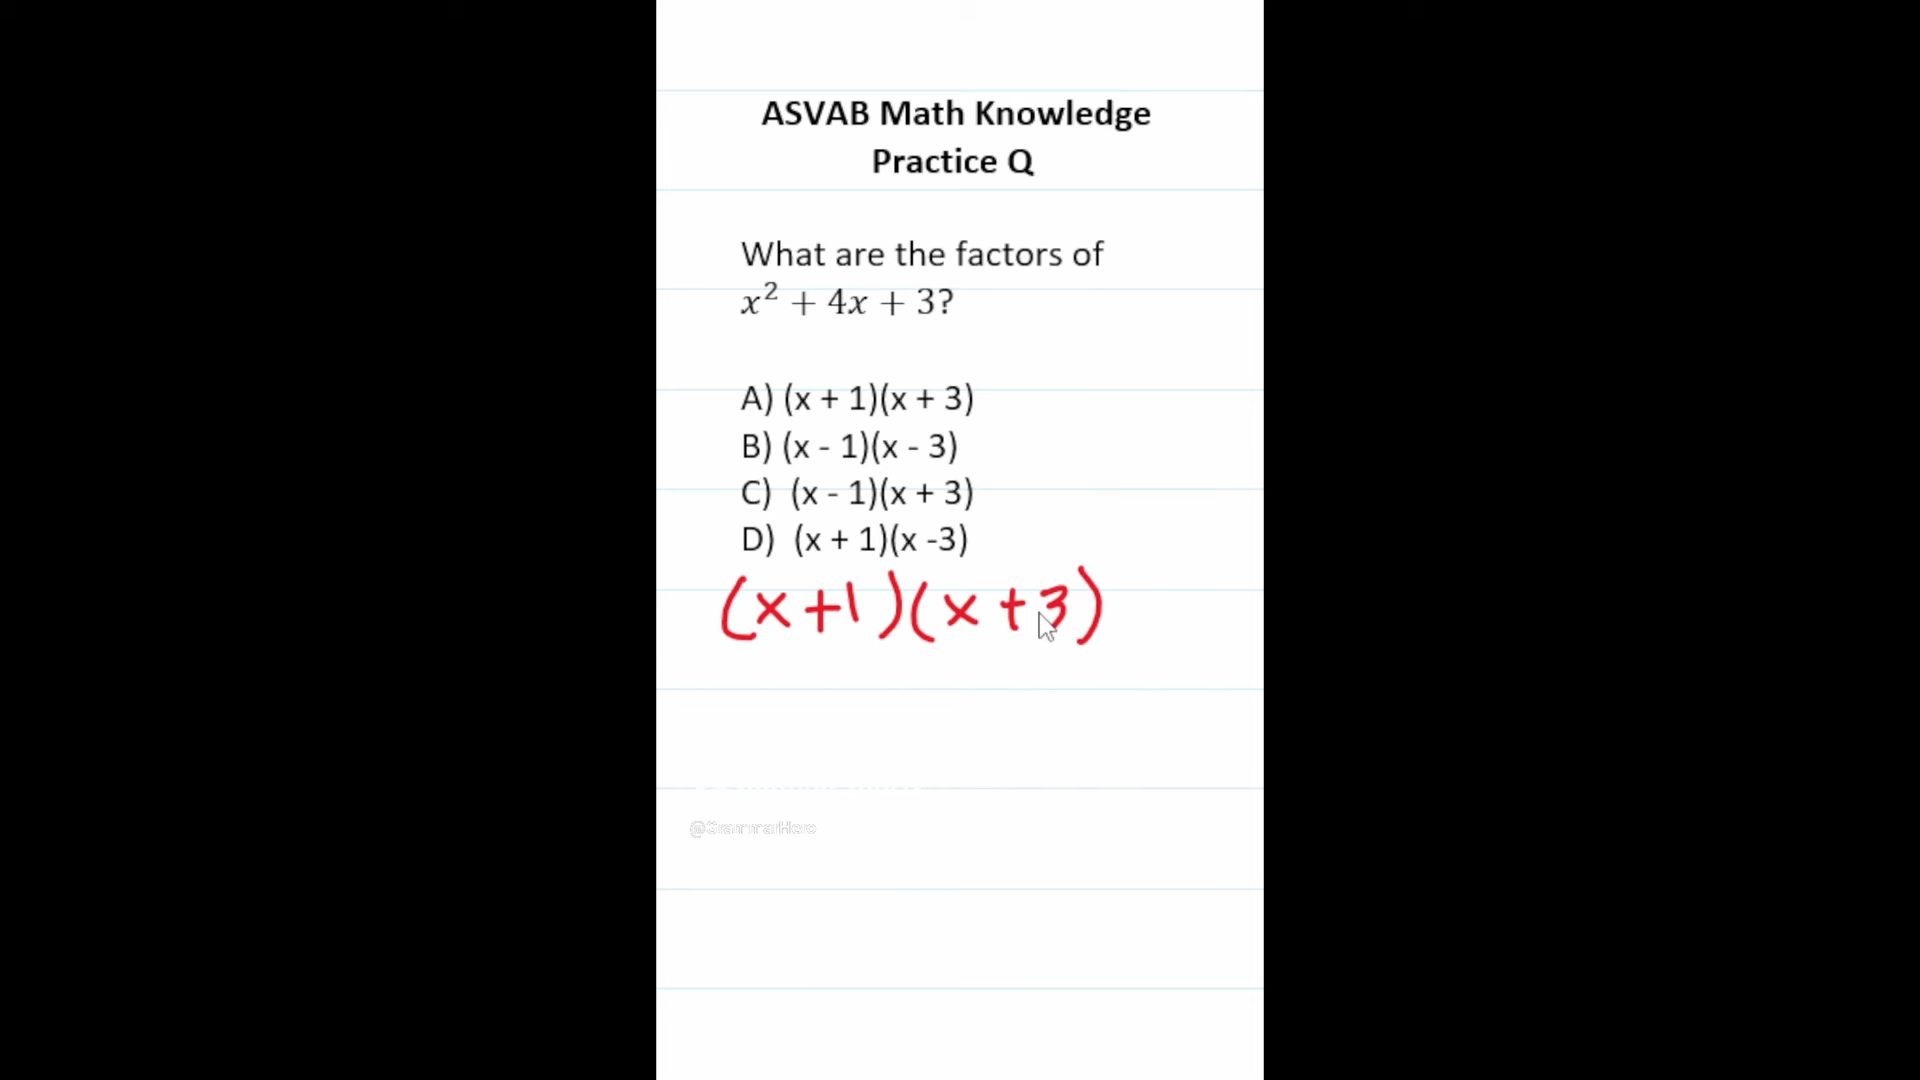 ASVAB Math Knowledge
Practice Q
What are the factors of
x² + 4x + 3?
A) (x + 1)(x + 3)
B) (x - 1)(x - 3)
C) (x - 1)(x + 3)
D) (x + 1)(x -3)
(x+1)(x+3)
@GrammarHero